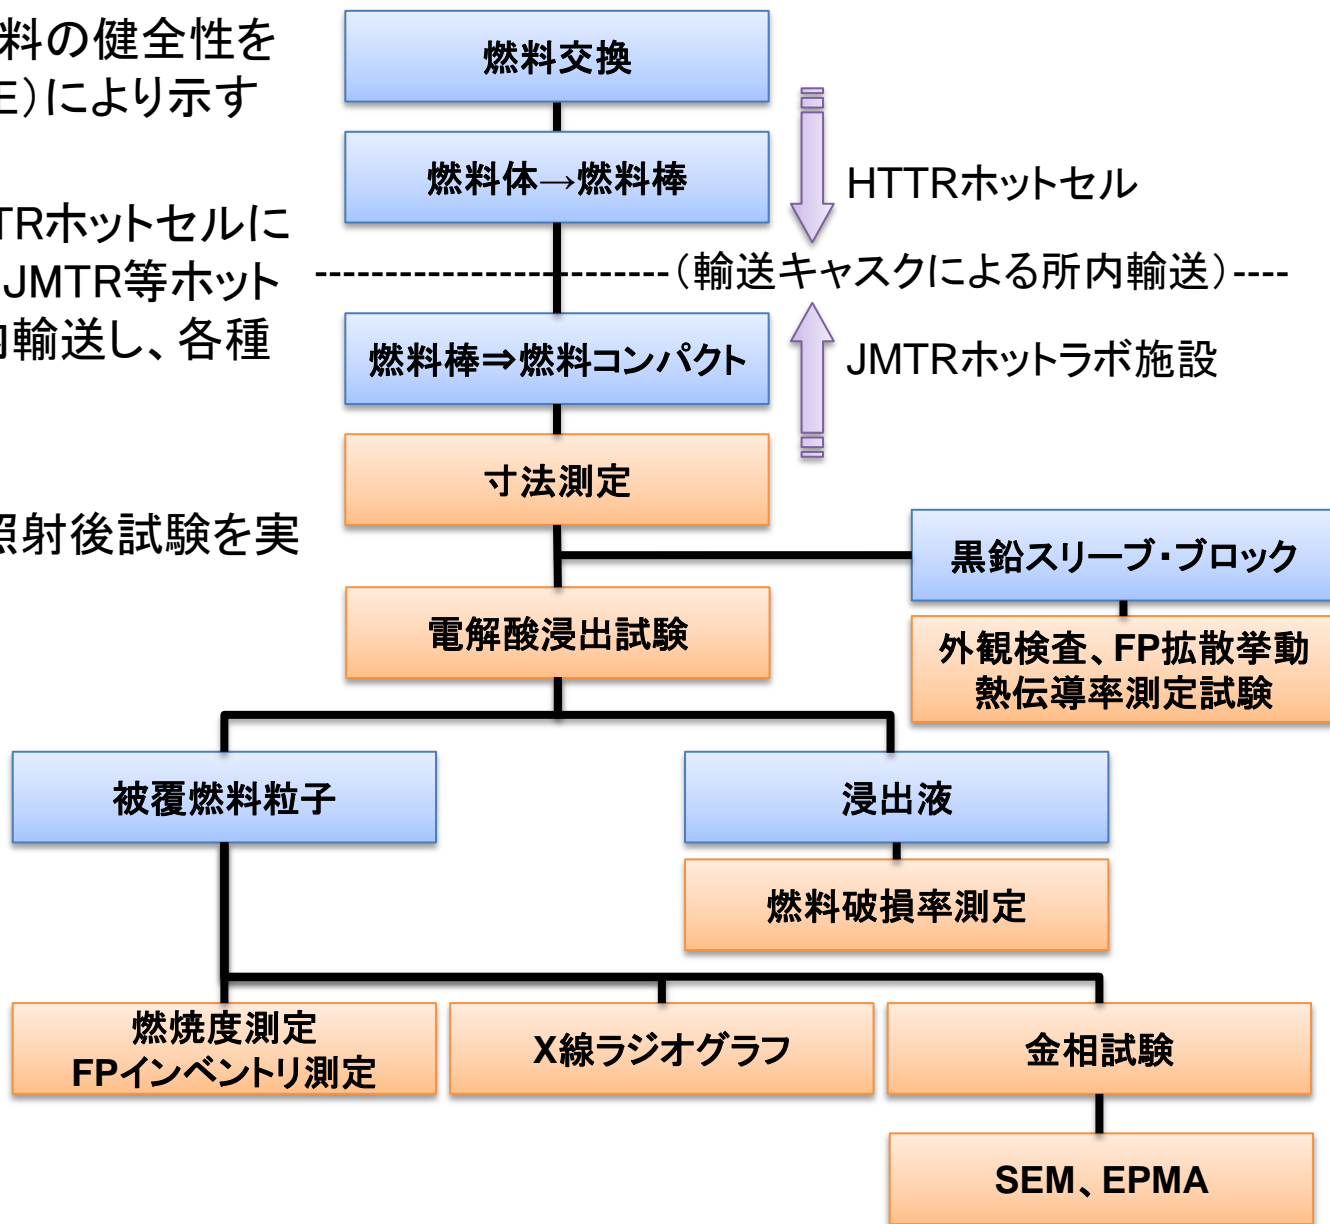 料の健全性を
E)により示す
TRホットセルに
JMTR等ホット
内輸送し、各種
照射後試験を実
燃料交換
燃料体→燃料棒
HTTRホットセル
-------------------------(輸送キャスクによる所内輸送)----
燃料棒⇒燃料コンパクト
JMTRホットラボ施設
寸法測定
黒鉛スリーブ・ブロック
外観検査、FP拡散挙動
熱伝導率測定試験
電解酸浸出試験
被覆燃料粒子
浸出液
燃料破損率測定
燃焼度測定
FPインベントリ測定
X線ラジオグラフ
金相試験
SEM、EPMA